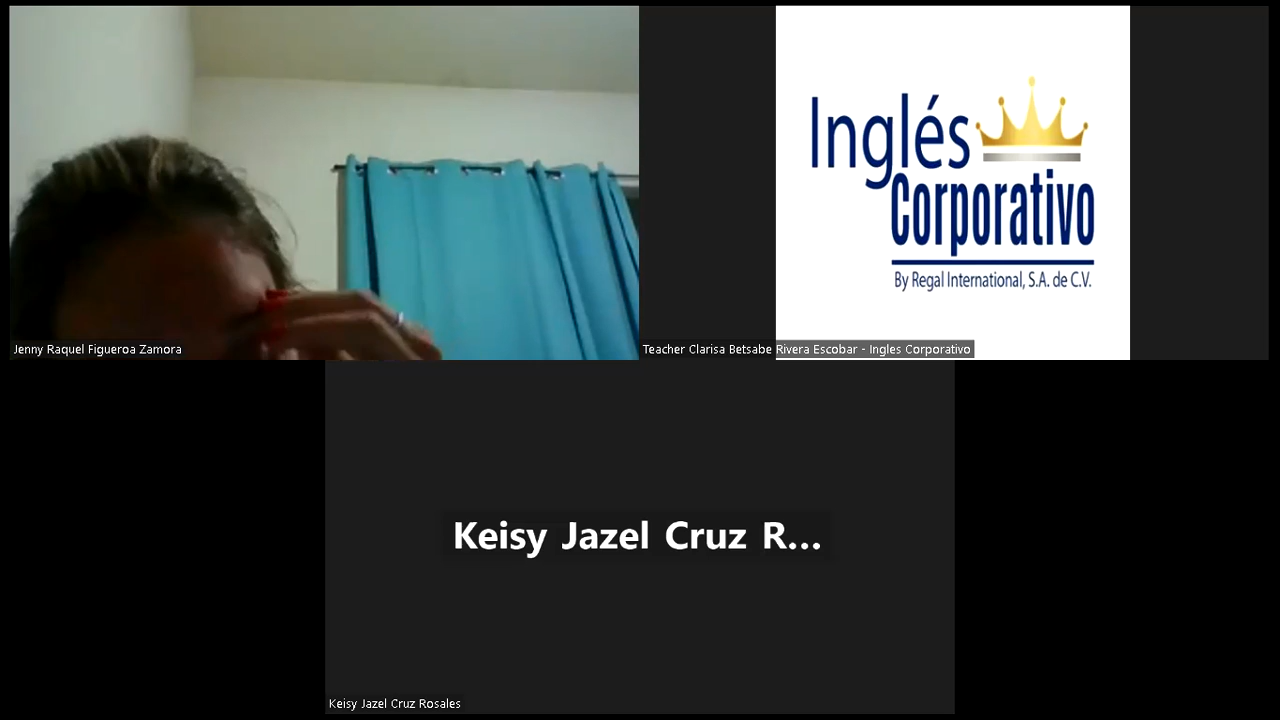 Inglés
Corporativo
By Regal International, S.A. de C.V.
Jenny Raquel Figueroa Zamora
Teacher Clarisa Betsabe Rivera Escobar - Ingles Corporativo
Keisy Jazel Cruz R...
Keisy Jazel Cruz Rosales